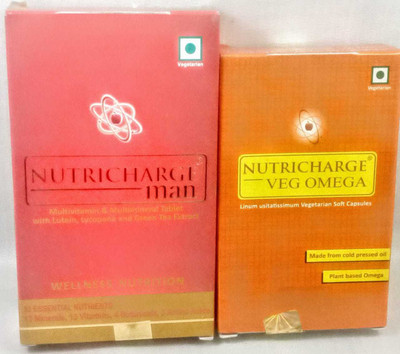 Vegetarian
NUTRICHARGE
man
Multivitamin & Multimineral Tablet
with Lutein, Lycopene and Green Tea Extract
WELLNESS NUTRITION
Vegetarian
NUTRICHARGE®
VEG OMEGA
Linum usitatissimum Vegetarian Soft Capsules
Made from cold pressed oil
Plant based Omega